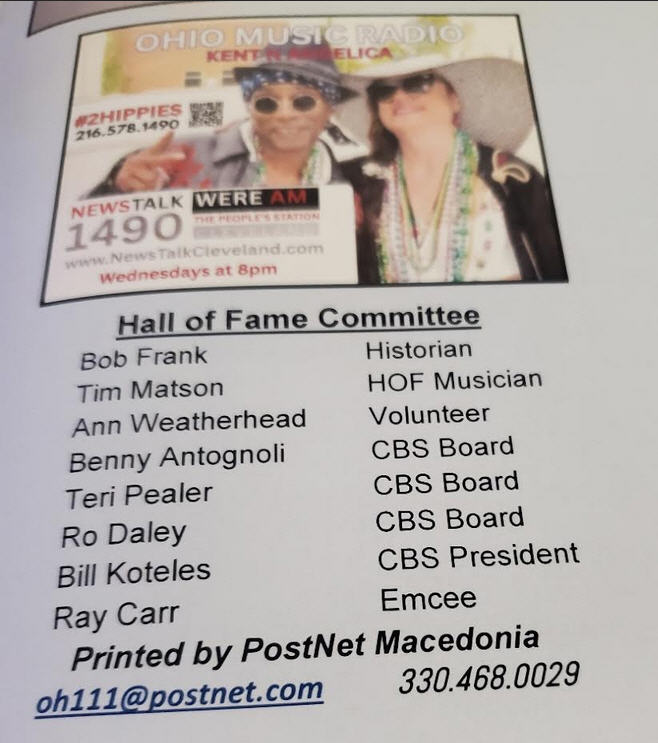 OHIO MUSIC RADIO
KENT N ANGELICA
#2HIPPIES
216.578.1490
NEWSTALK WERE AM
1490 THE PEOPLE'S STATION
www.NewsTalkCleveland.com
Wednesdays at 8pm
Hall of Fame Committee
Bob Frank Historian
Tim Matson HOF Musician
Ann Weatherhead Volunteer
Benny Antognoli CBS Board
Teri Pealer CBS Board
Ro Daley CBS Board
Bill Koteles CBS President
Ray Carr Emcee
Printed by PostNet Macedonia
oh111@postnet.com 330.468.0029